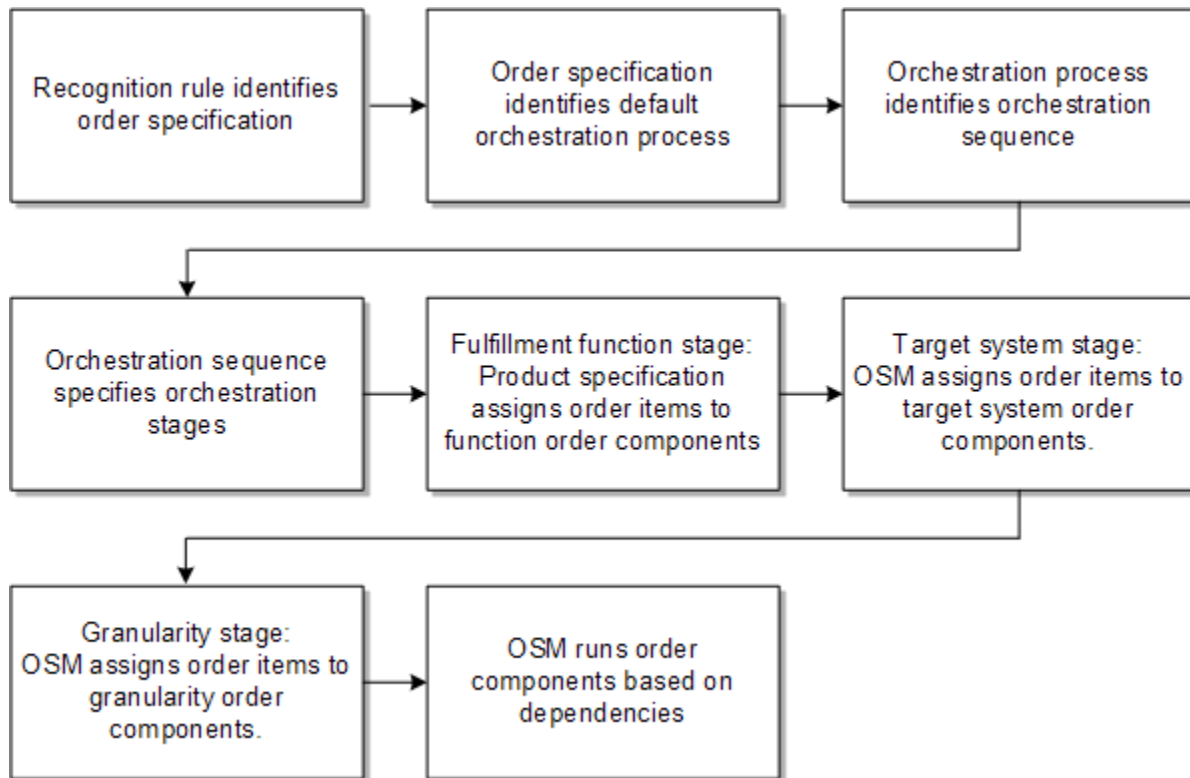 Recognition rule identifies
order specification
Order specification
identifies default
orchestration process
Orchestration process
identifies orchestration
sequence
Orchestration sequence
specifies orchestration
stages
Fulfillment function stage:
Product specification
assigns order items to
function order components
Target system stage:
OSM assigns order items to
target system order
components.
Granularity stage:
OSM assigns order items to
granularity order
components.
OSM runs order
components based on
dependencies